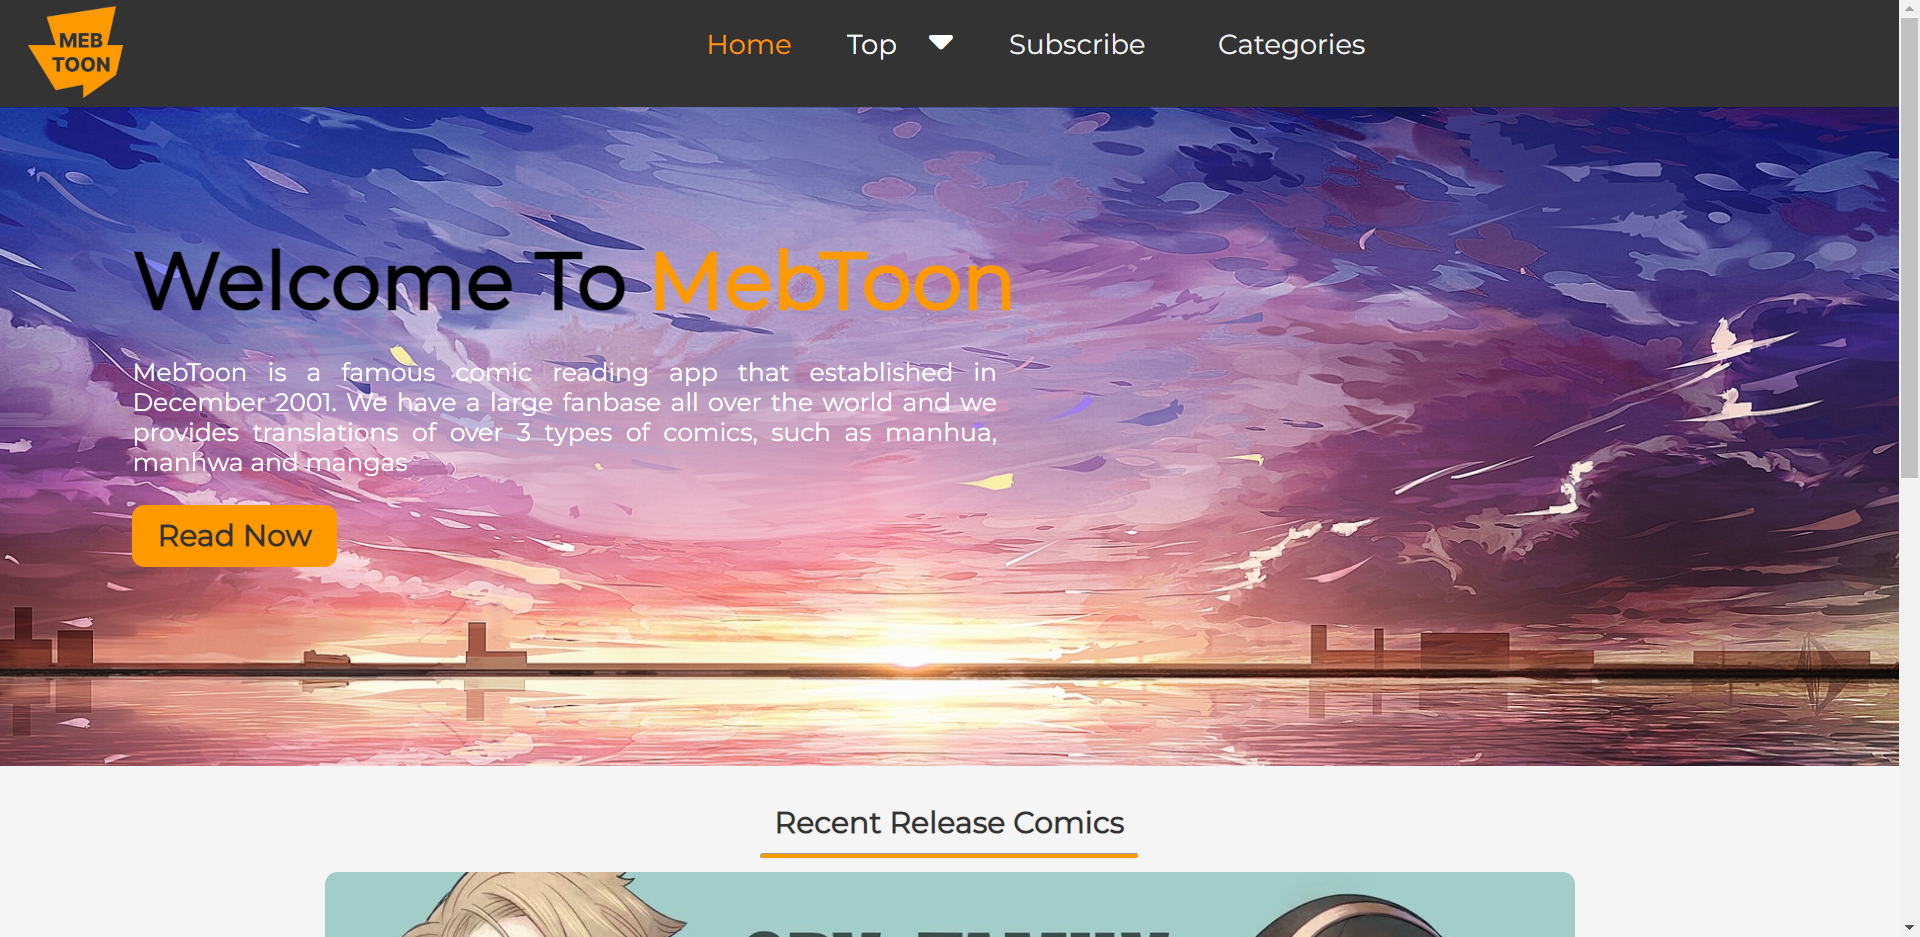 MEB
TOON
Home Top Subscribe Categories
Welcome To MebToon
MebToon is a famous comic reading app that established in
December 2001. We have a large fanbase all over the world and we
provides translations of over 3 types of comics, such as manhua,
manhwa and mangas
Read Now
Recent Release Comics